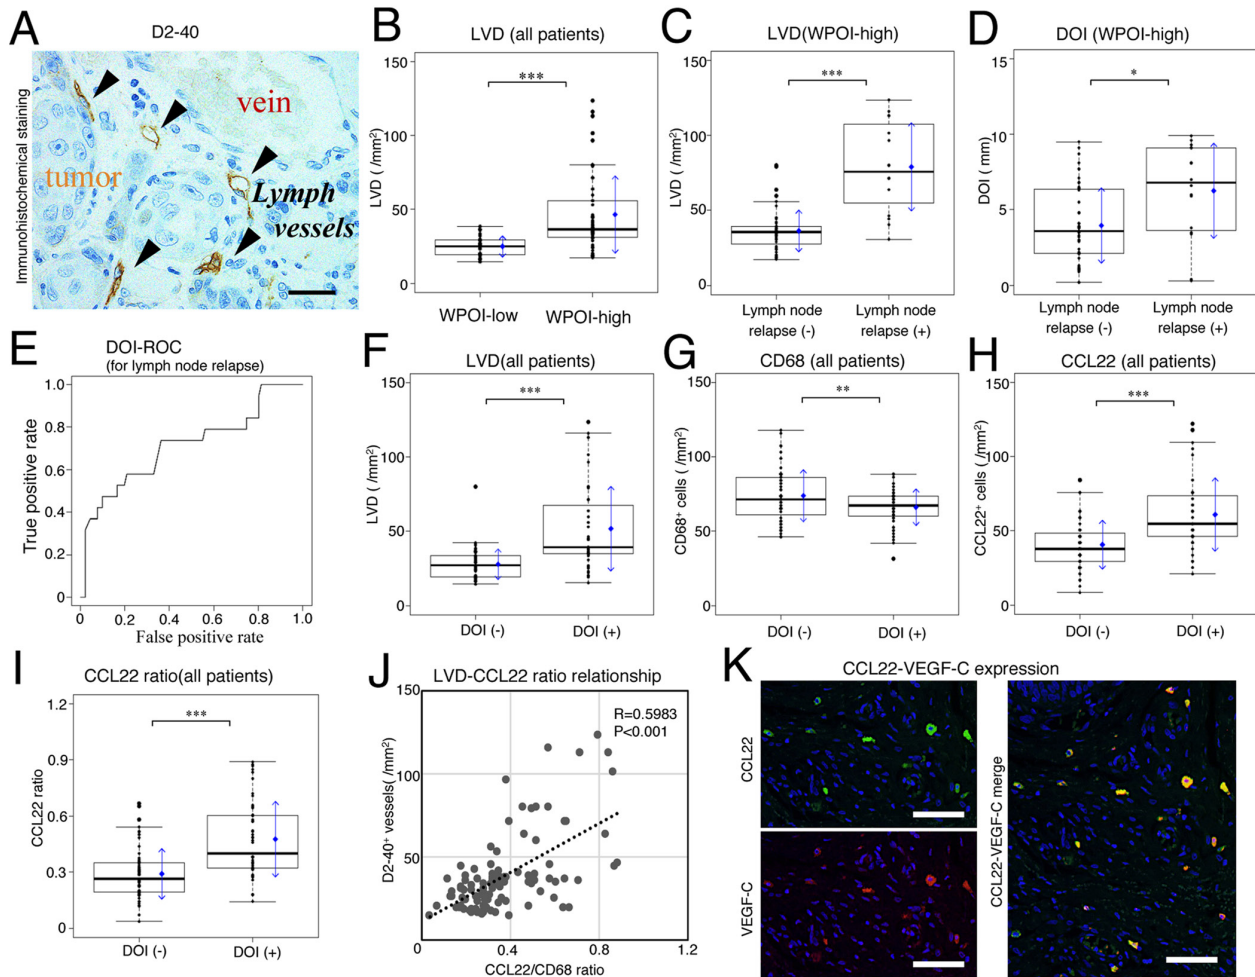 A
D2-40
Immunohistochemical staining
vein
tumor
Lymph
vessels
B
LVD (all patients)
***
LVD ( /mm2)
150
100
50
0
WPOI-low
WPOI-high
C
LVD(WPOI-high)
***
LVD ( /mm2)
150
100
50
0
Lymph node
relapse (-)
Lymph node
relapse (+)
D
DOI (WPOI-high)
*
DOI (mm)
15
10
5
0
Lymph node
relapse (-)
Lymph node
relapse (+)
E
DOI-ROC
(for lymph node relapse)
True positive rate
1.0
0.8
0.6
0.4
0.2
0
0
0.2
0.4
0.6
0.8
1.0
False positive rate
F
LVD(all patients)
***
LVD ( /mm2)
150
100
50
0
DOI (-)
DOI (+)
G
CD68 (all patients)
**
CD68+ cells ( /mm2)
150
100
50
0
DOI (-)
DOI (+)
H
CCL22 (all patients)
***
CCL22+ cells ( /mm2)
150
100
50
0
DOI (-)
DOI (+)
I
CCL22 ratio(all patients)
***
CCL22 ratio
1.2
0.9
0.6
0.3
0
DOI (-)
DOI (+)
J
LVD-CCL22 ratio relationship
R=0.5983
P<0.001
D2-40+ vessels(/mm2)
150
100
50
0
0.4
0.8
1.2
CCL22/CD68 ratio
K
CCL22-VEGF-C expression
CCL22
VEGF-C
CCL22-VEGF-C merge